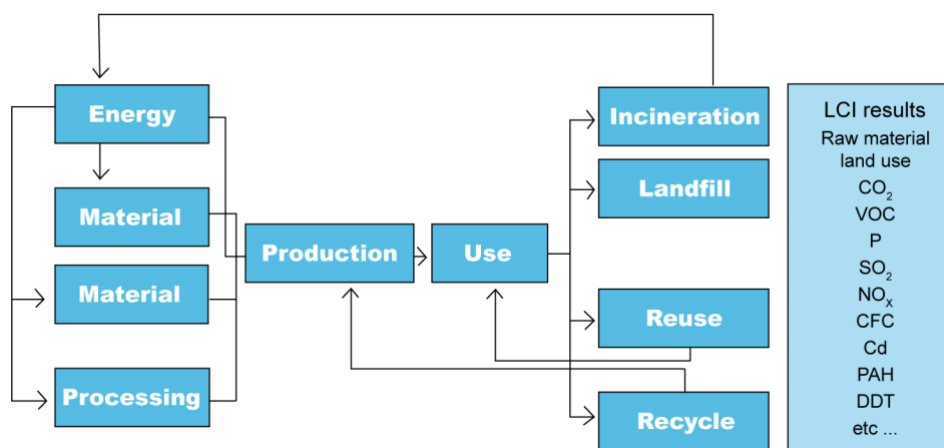 Energy
Material
Material
Processing
Production
Use
Incineration
Landfill
Reuse
Recycle
LCI results
Raw material
land use
CO₂
VOC
P
SO₂
NOₓ
CFC
Cd
PAH
DDT
etc ...